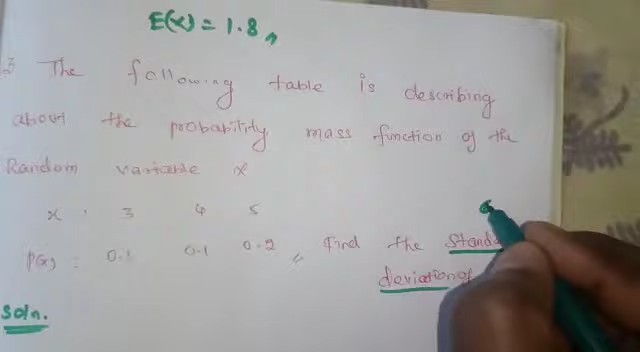 E(x) = 1.8,
3 The following table is describing
about the probability mass function of the
Random variable x
x : 3 4 5
P(x) = 0.1 0.1 0.2, Find the
deviation of
Soln.